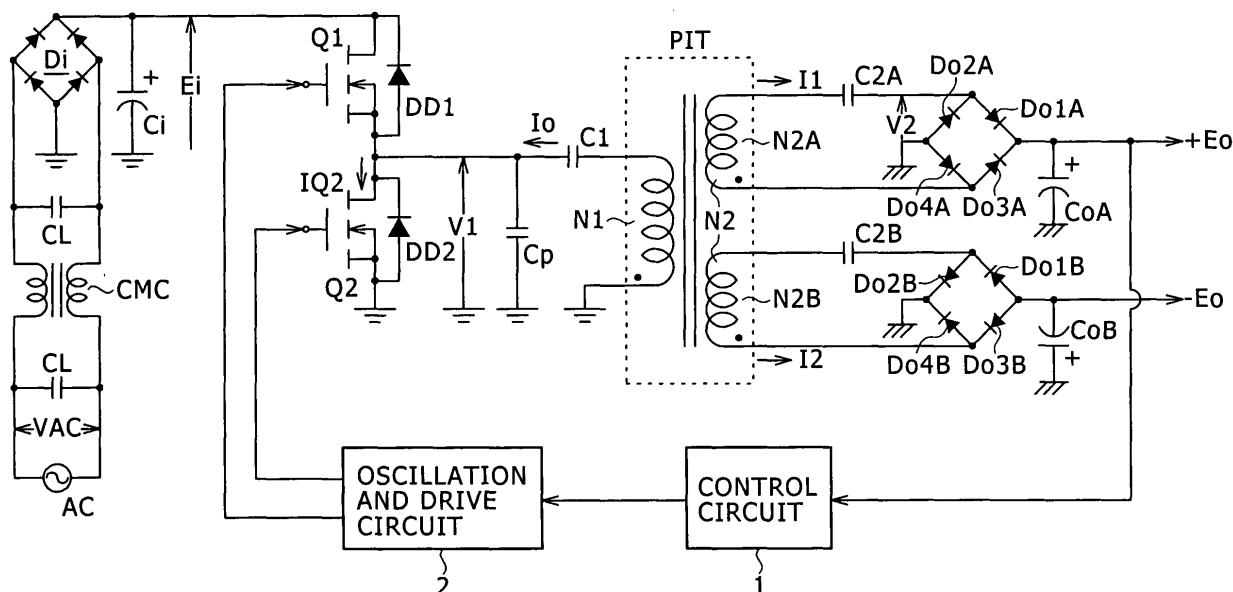 PIT
Q1
Di
+
Ei
Ci
DD1
Io
C1
I1
C2A
Do2A
Do1A
V2
N2A
+Eo
+
CoA
Do4A
Do3A
CL
IQ2
V1
Cp
N1
N2
C2B
DD2
Q2
CMC
N2B
Do2B
Do1B
-Eo
CoB
+
CL
I2
Do4B
Do3B
VAC
AC
OSCILLATION
AND DRIVE
CIRCUIT
CONTROL
CIRCUIT
2
1